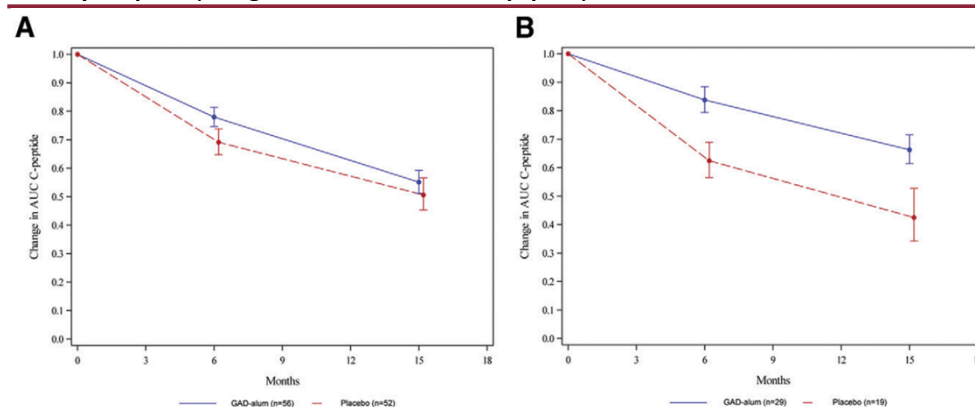 A
B
Change in AUC C-peptide
1.0
0.9
0.8
0.7
0.6
0.5
0.4
0.3
0.2
0.1
0.0
0 3 6 9 12 15 18
Months
GAD-alum (n=56) Placebo (n=52)
Change in AUC C-peptide
1.0
0.9
0.8
0.7
0.6
0.5
0.4
0.3
0.2
0.1
0.0
0 3 6 9 12 15
Months
GAD-alum (n=29) Placebo (n=19)